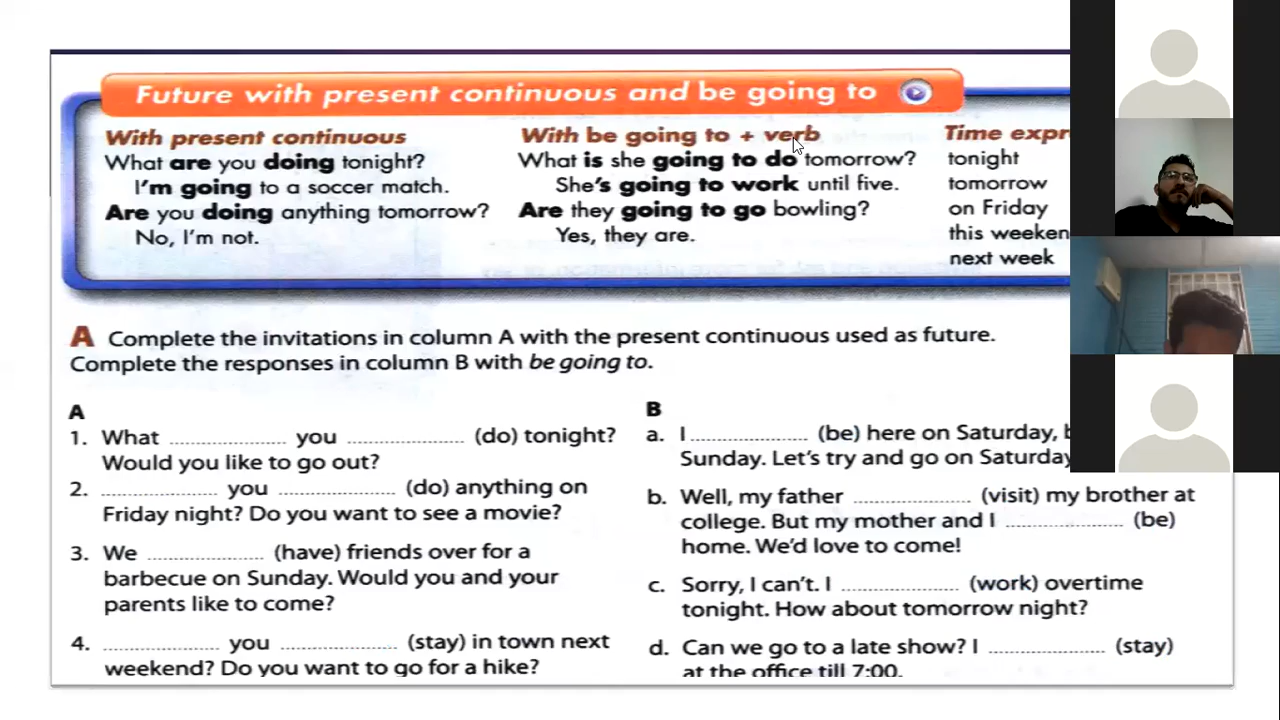 Future with present continuous and be going to
With present continuous
What are you doing tonight?
I'm going to a soccer match.
Are you doing anything tomorrow?
No, I'm not.
With be going to + verb
What is she going to do tomorrow?
She's going to work until five.
Are they going to go bowling?
Yes, they are.
Time expr
tonight
tomorrow
on Friday
this weeken
next week
A Complete the invitations in column A with the present continuous used as future.
Complete the responses in column B with be going to.
A
1. What .................... you .................... (do) tonight?
Would you like to go out?
2. .................... you .................... (do) anything on
Friday night? Do you want to see a movie?
3. We .................... (have) friends over for a
barbecue on Sunday. Would you and your
parents like to come?
4. .................... you .................... (stay) in town next
weekend? Do you want to go for a hike?
B
a. I .................... (be) here on Saturday,
Sunday. Let's try and go on Saturday
b. Well, my father .................... (visit) my brother at
college. But my mother and I .................... (be)
home. We'd love to come!
c. Sorry, I can't. I .................... (work) overtime
tonight. How about tomorrow night?
d. Can we go to a late show? I .................... (stay)
at the office till 7:00.